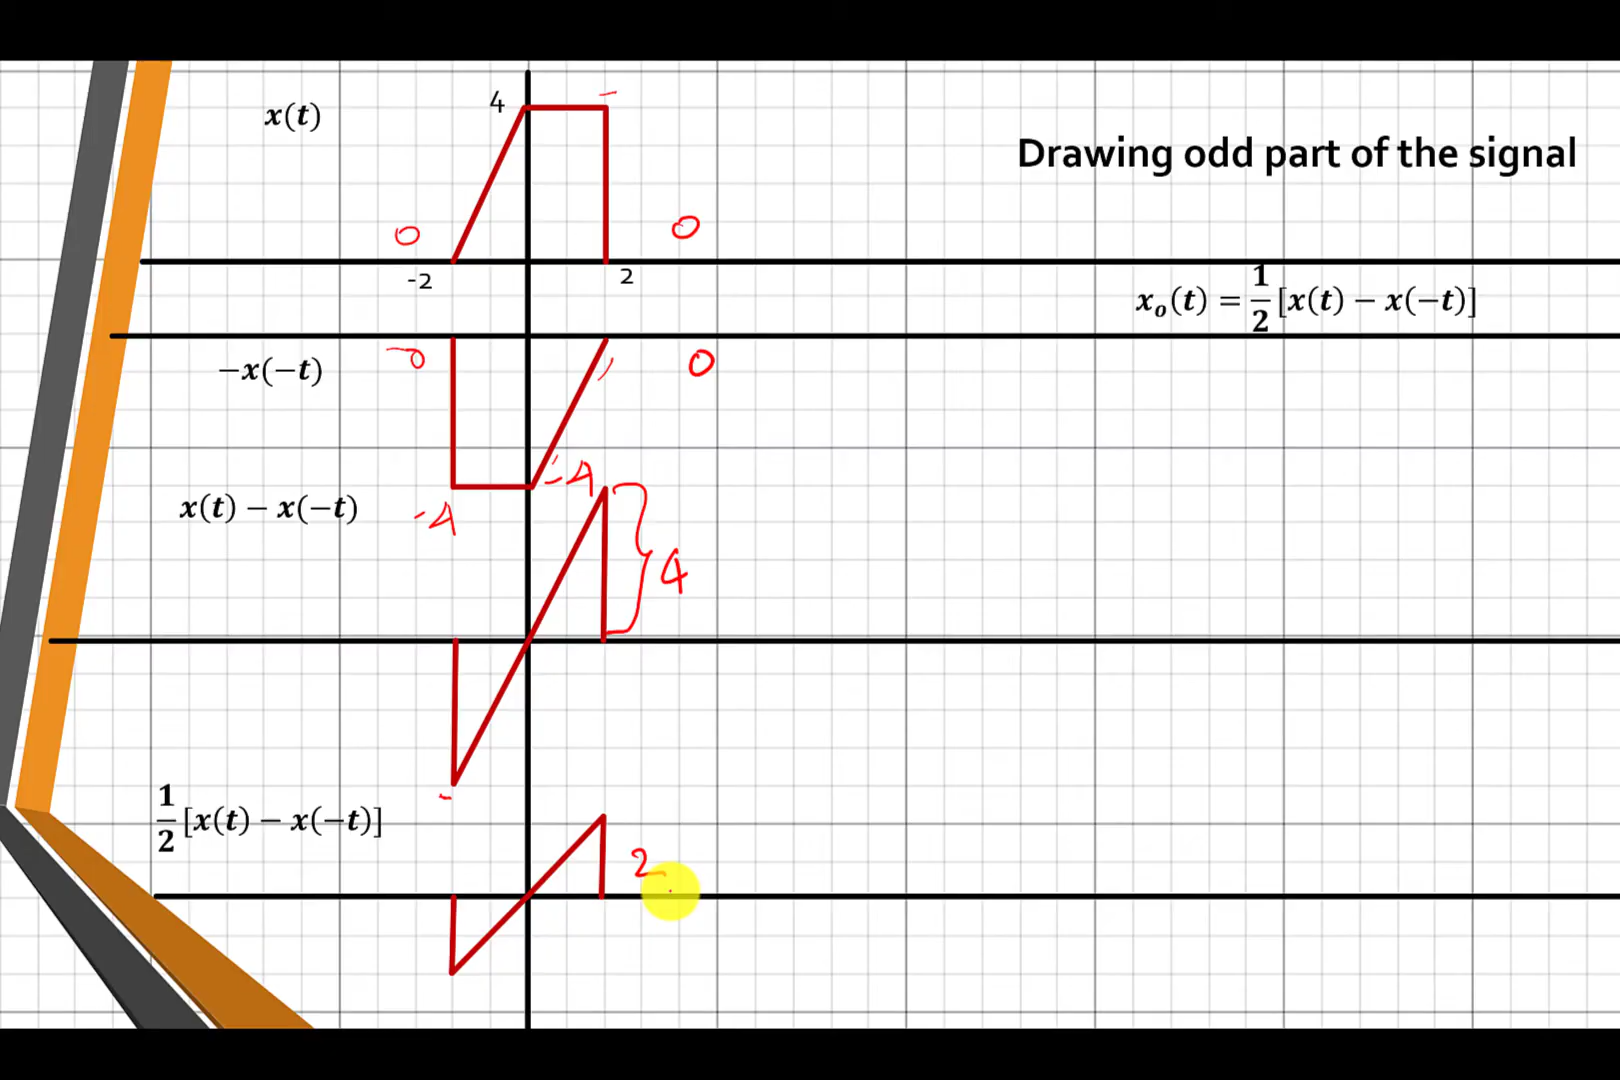 x(t)
4
Drawing odd part of the signal
0
0
-2
2
xₒ(t) = 1/2 [x(t) − x(−t)]
−x(−t)
0
0
-4
x(t) − x(−t)
-4
4
1/2 [x(t) − x(−t)]
2